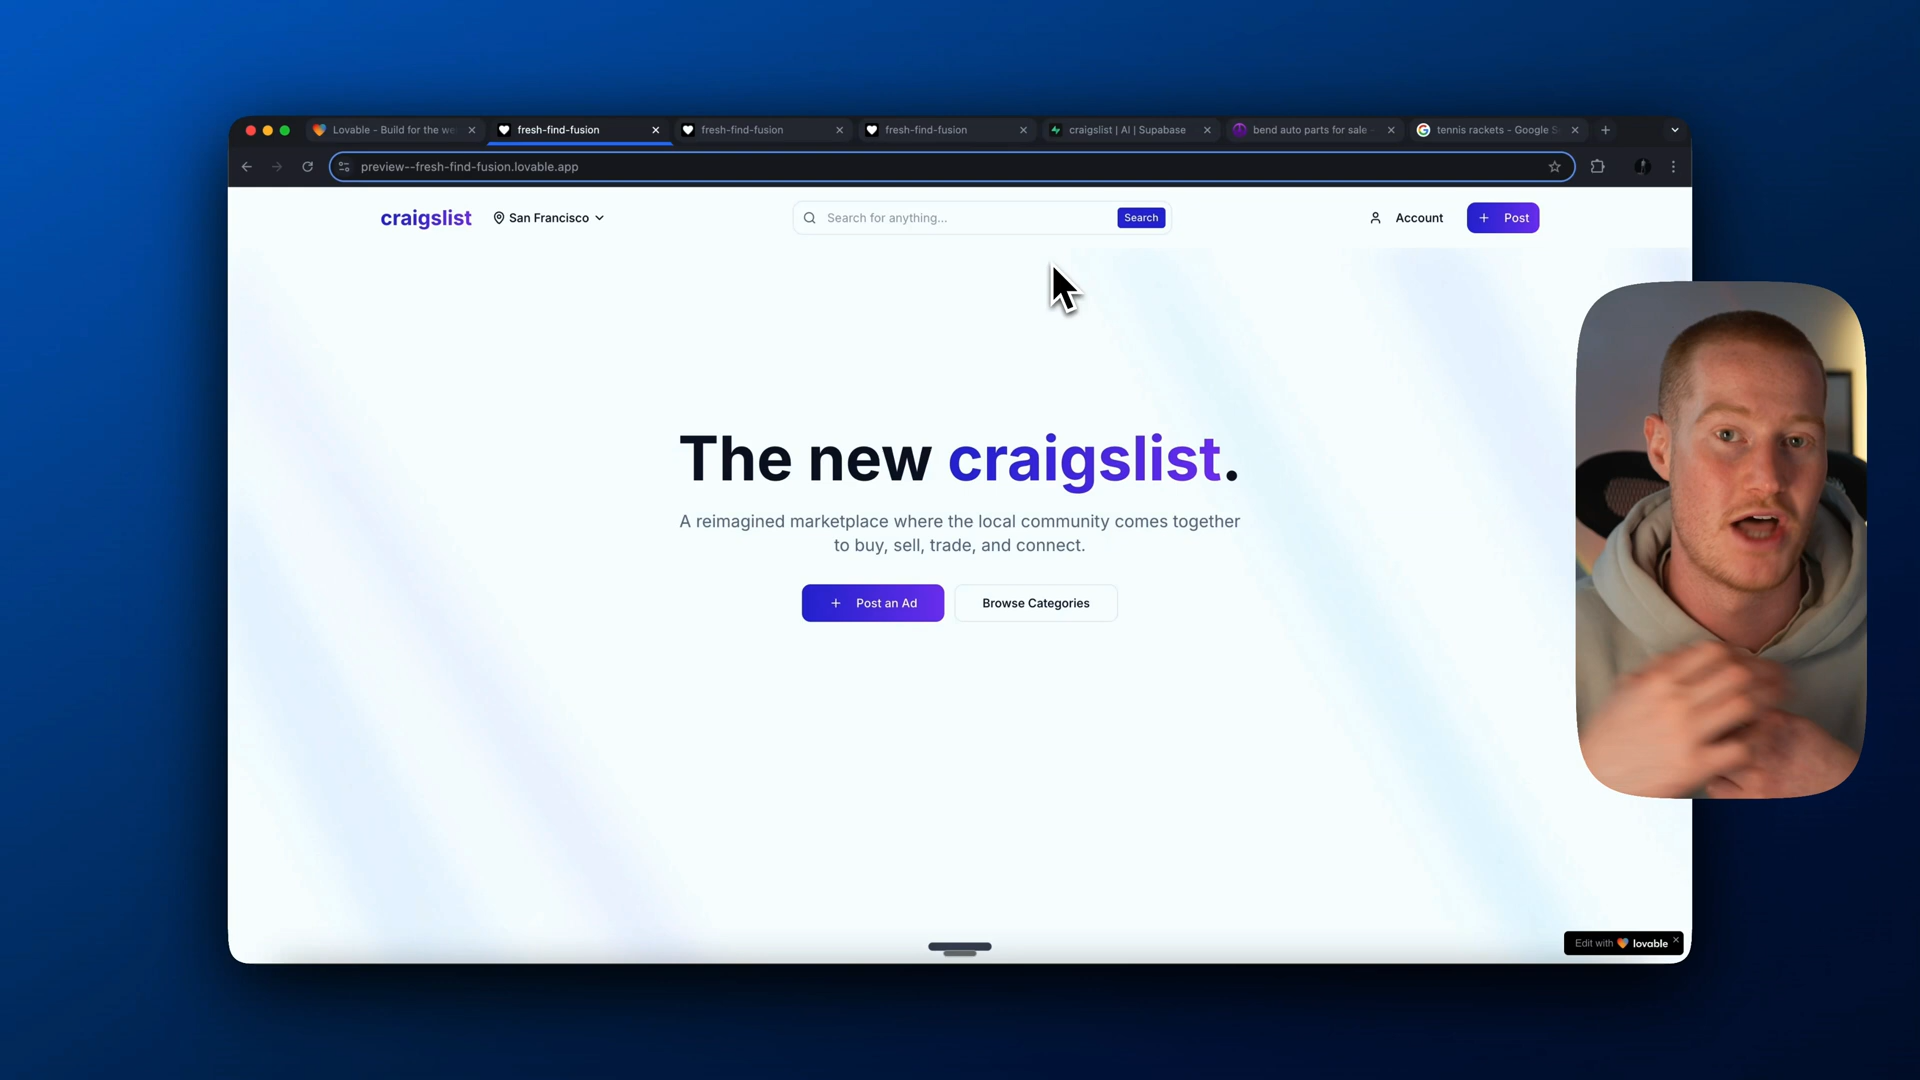 Lovable - Build for the we
fresh-find-fusion
fresh-find-fusion
fresh-find-fusion
craigslist | AI | Supabase
bend auto parts for sale -
tennis rackets - Google S
preview--fresh-find-fusion.lovable.app
craigslist
San Francisco
Search for anything...
Search
Account
+ Post
The new craigslist.
A reimagined marketplace where the local community comes together
to buy, sell, trade, and connect.
+ Post an Ad
Browse Categories
Edit with lovable